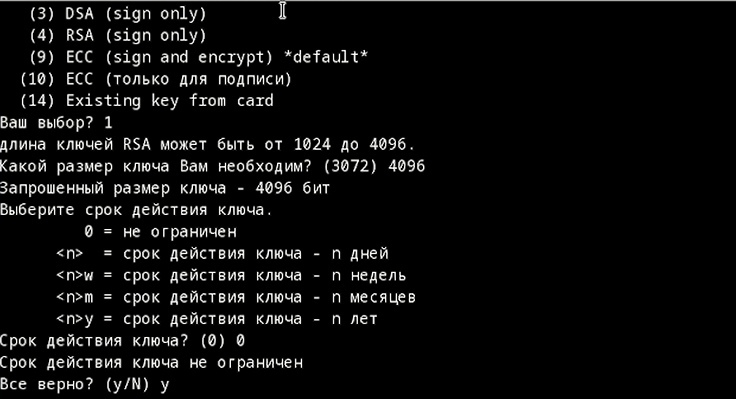 (3) DSA (sign only)
(4) RSA (sign only)
(9) ECC (sign and encrypt) *default*
(10) ECC (только для подписи)
(14) Existing key from card
Ваш выбор? 1
длина ключей RSA может быть от 1024 до 4096.
Какой размер ключа Вам необходим? (3072) 4096
Запрошенный размер ключа - 4096 бит
Выберите срок действия ключа.
0 = не ограничен
<n>  = срок действия ключа - n дней
<n>w = срок действия ключа - n недель
<n>m = срок действия ключа - n месяцев
<n>y = срок действия ключа - n лет
Срок действия ключа? (0) 0
Срок действия ключа не ограничен
Все верно? (y/N) y